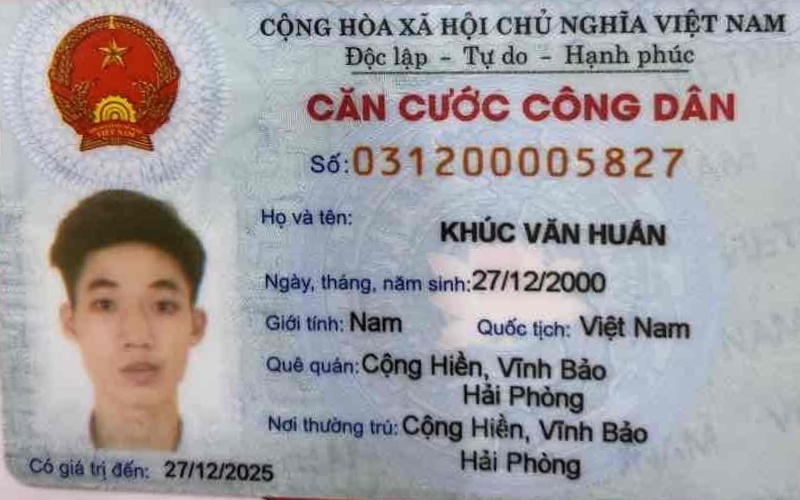 CỘNG HÒA XÃ HỘI CHỦ NGHĨA VIỆT NAM
Độc lập - Tự do - Hạnh phúc
CĂN CƯỚC CÔNG DÂN
Số: 031200005827
Họ và tên: KHÚC VĂN HUẤN
Ngày, tháng, năm sinh: 27/12/2000
Giới tính: Nam Quốc tịch: Việt Nam
Quê quán: Cộng Hiền, Vĩnh Bảo
Hải Phòng
Nơi thường trú: Cộng Hiền, Vĩnh Bảo
Hải Phòng
Có giá trị đến: 27/12/2025